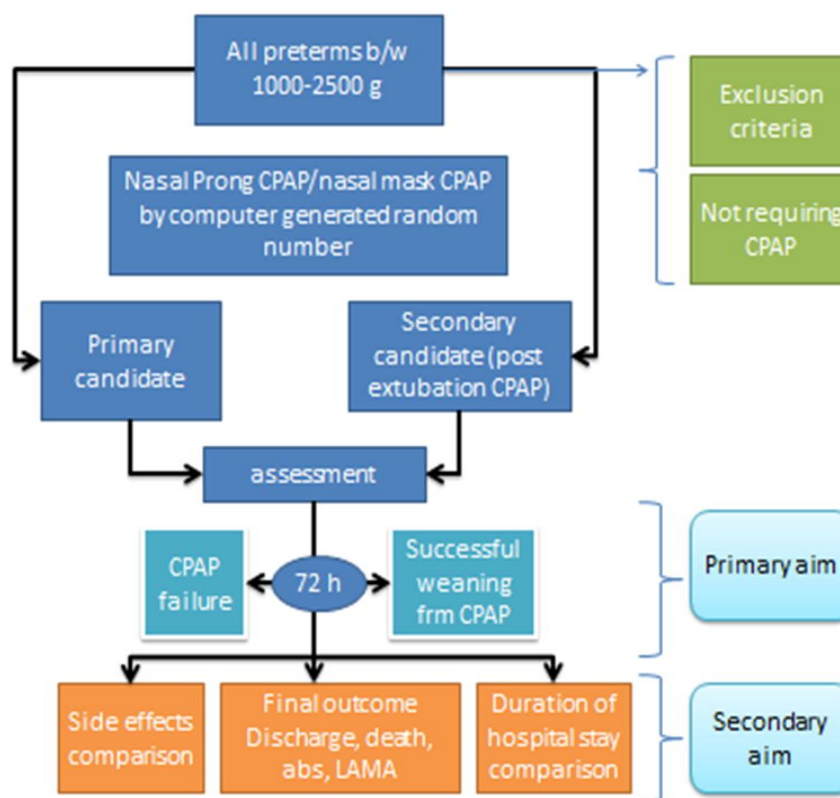 All preterms b/w
1000-2500 g
Exclusion
criteria
Nasal Prong CPAP/nasal mask CPAP
by computer generated random
number
Not requiring
CPAP
Primary
candidate
Secondary
candidate (post
extubation CPAP)
assessment
CPAP
failure
72 h
Successful
weaning
frm CPAP
Primary aim
Side effects
comparison
Final outcome
Discharge, death,
abs, LAMA
Duration of
hospital stay
comparison
Secondary
aim